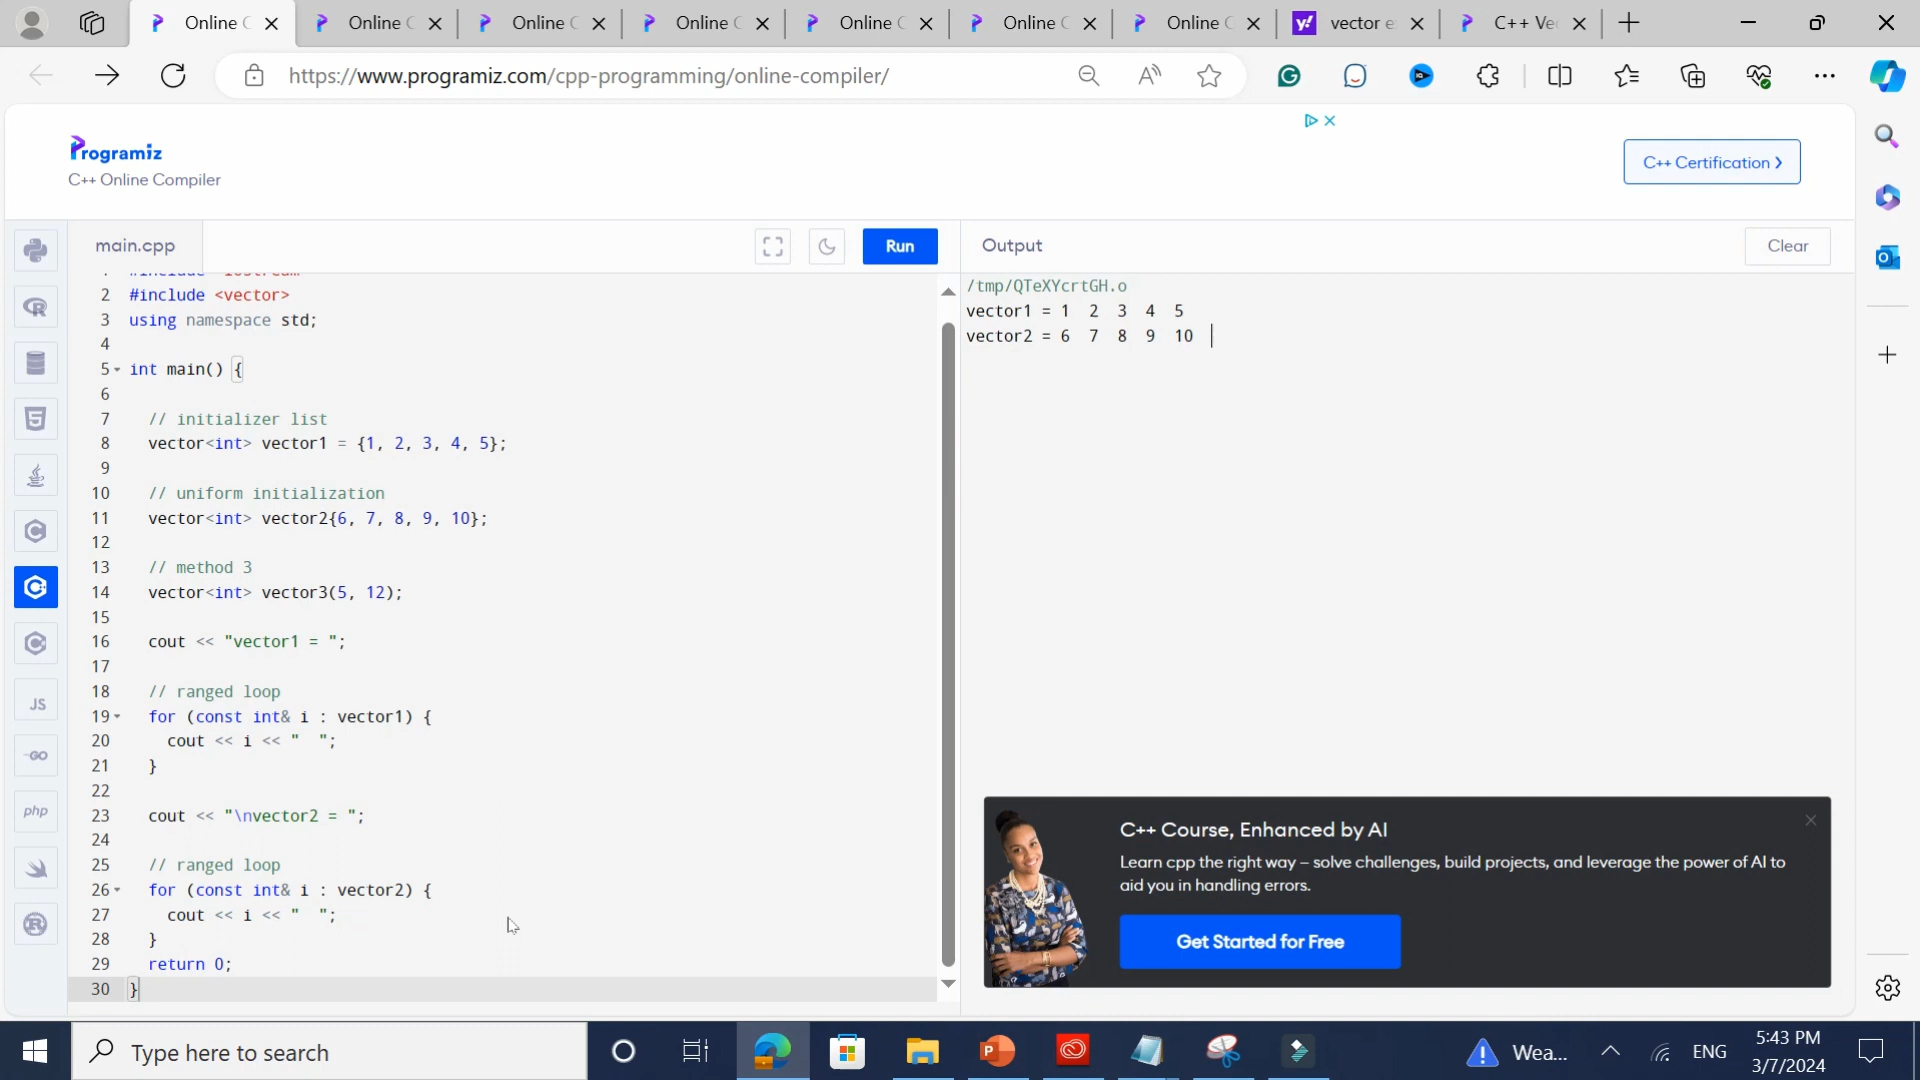 Online C
Online C
Online C
Online C
Online C
Online C
Online C
vector e
C++ Vec
https://www.programiz.com/cpp-programming/online-compiler/
Programiz
C++ Online Compiler
C++ Certification >
main.cpp
Run
Output
Clear
2 #include <vector>
3 using namespace std;
4
5 int main() {
6
7 // initializer list
8 vector<int> vector1 = {1, 2, 3, 4, 5};
9
10 // uniform initialization
11 vector<int> vector2{6, 7, 8, 9, 10};
12
13 // method 3
14 vector<int> vector3(5, 12);
15
16 cout << "vector1 = ";
17
18 // ranged loop
19 for (const int& i : vector1) {
20 cout << i << "  ";
21 }
22
23 cout << "\nvector2 = ";
24
25 // ranged loop
26 for (const int& i : vector2) {
27 cout << i << "  ";
28 }
29 return 0;
30 }
/tmp/QTeXYcrtGH.o
vector1 = 1  2  3  4  5
vector2 = 6  7  8  9  10
JS
GO
php
C++ Course, Enhanced by AI
Learn cpp the right way – solve challenges, build projects, and leverage the power of AI to
aid you in handling errors.
Get Started for Free
Type here to search
Wea...
ENG
5:43 PM
3/7/2024